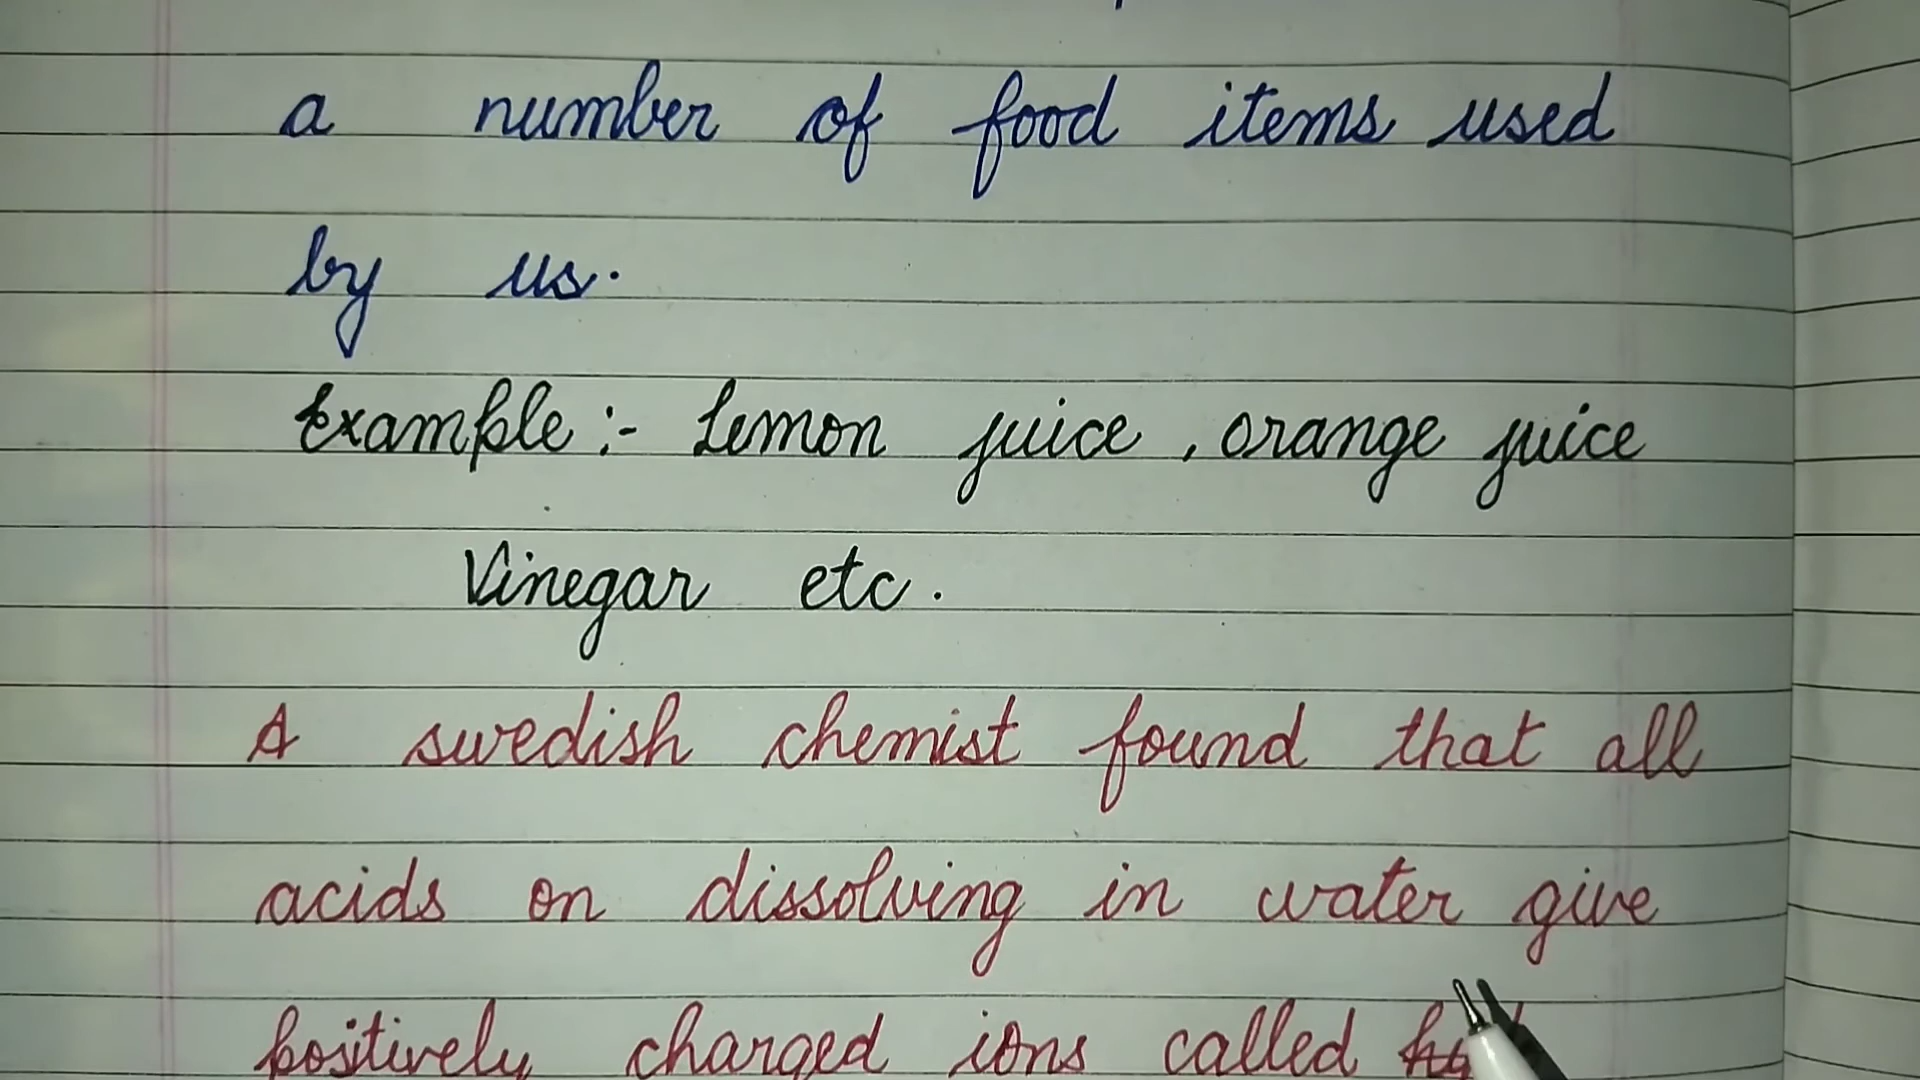 a number of food items used
by us.
Example :- Lemon juice, orange juice
Vinegar etc.
A swedish chemist found that all
acids on dissolving in water give
positively charged ions called